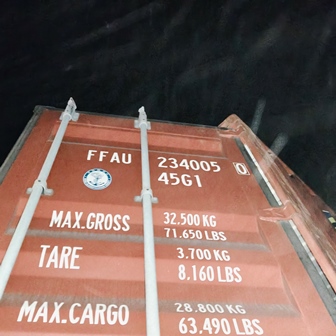 FFAU 234005 0
45G1
MAX.GROSS 32.500 KG
71.650 LBS
TARE 3.700 KG
8.160 LBS
MAX.CARGO 28.800 KG
63.490 LBS